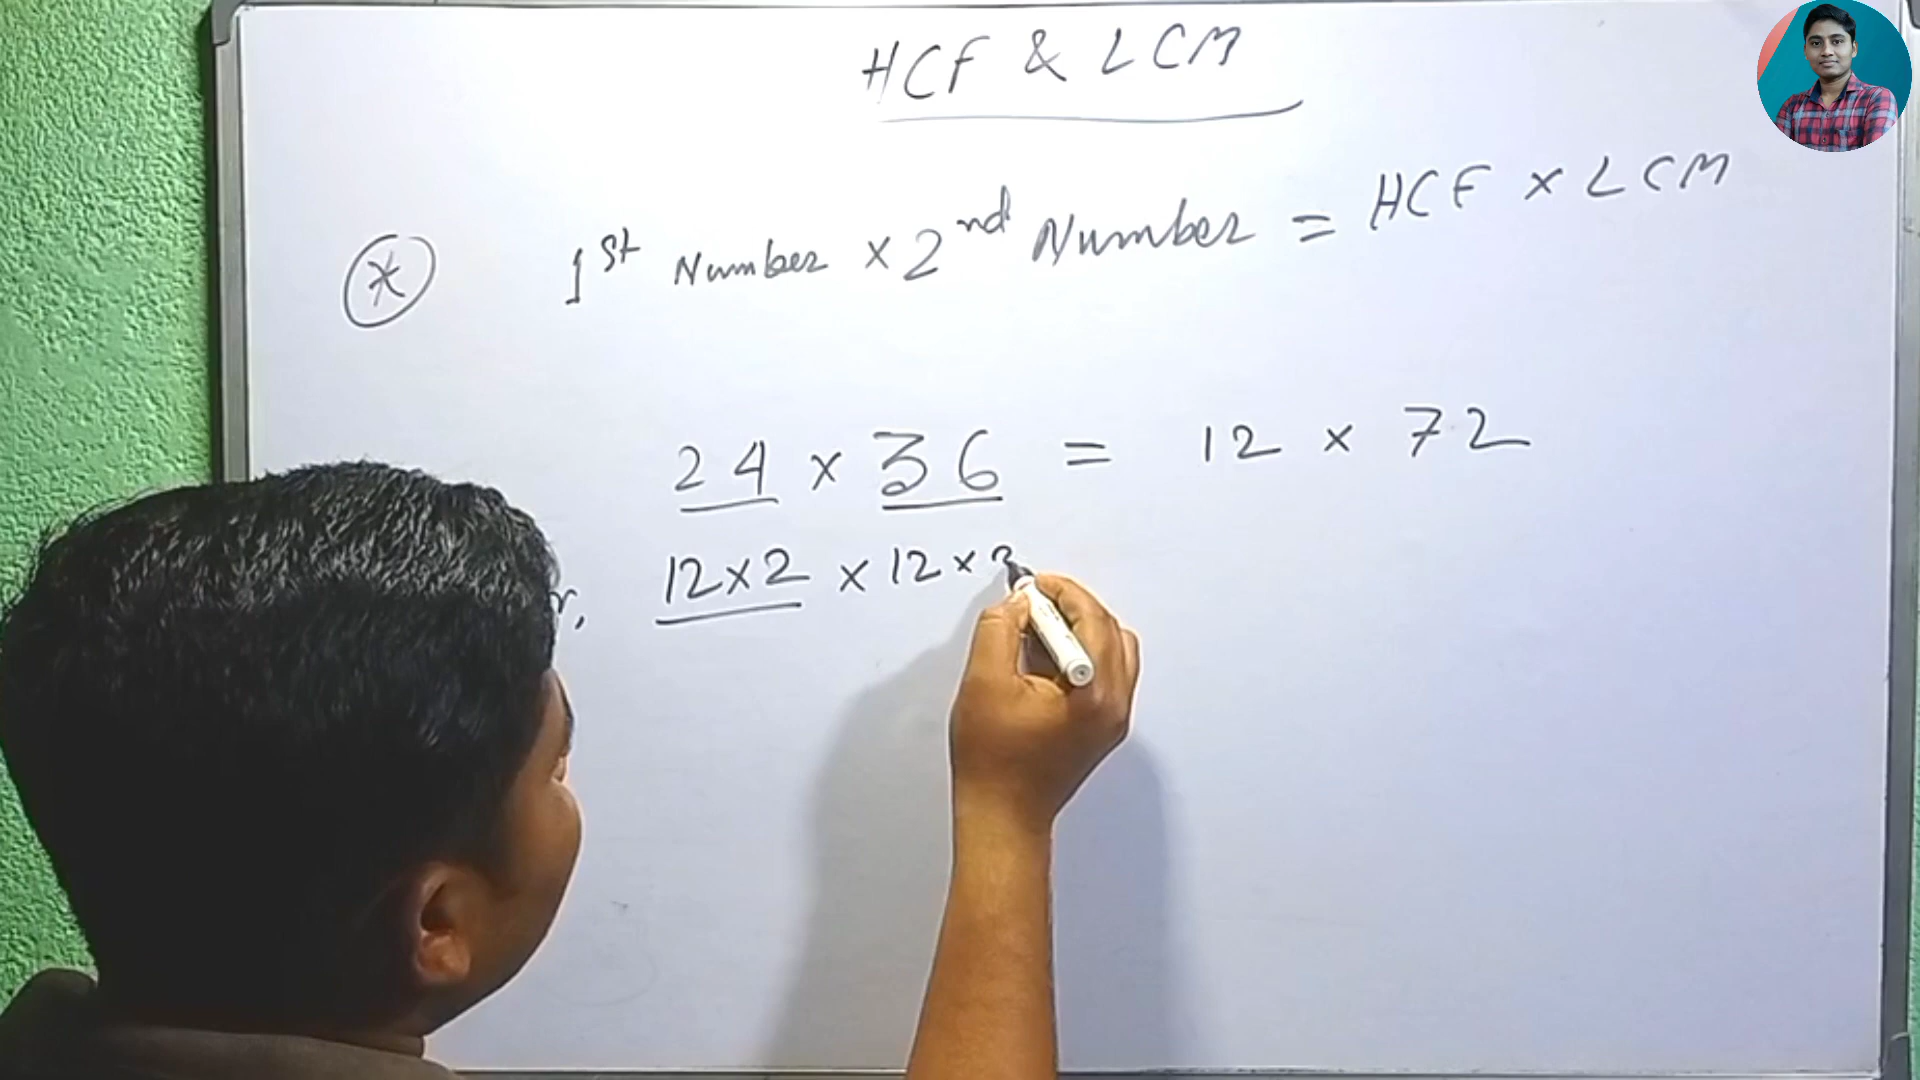 HCF & LCM
* 1st Number × 2nd Number = HCF × LCM
24 × 36 = 12 × 72
12×2 × 12×3